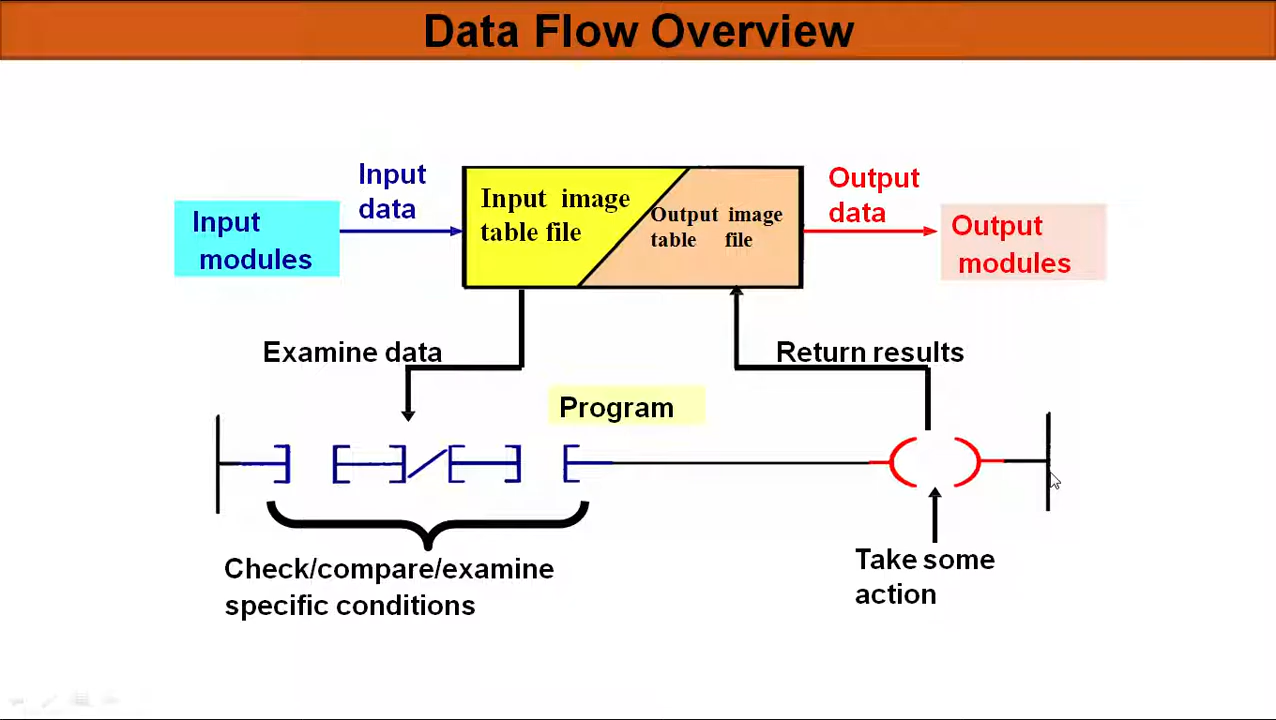 Data Flow Overview
Input
data
Output
data
Input
modules
Input image
table file
Output image
table file
Output
modules
Examine data
Return results
Program
Check/compare/examine
specific conditions
Take some
action